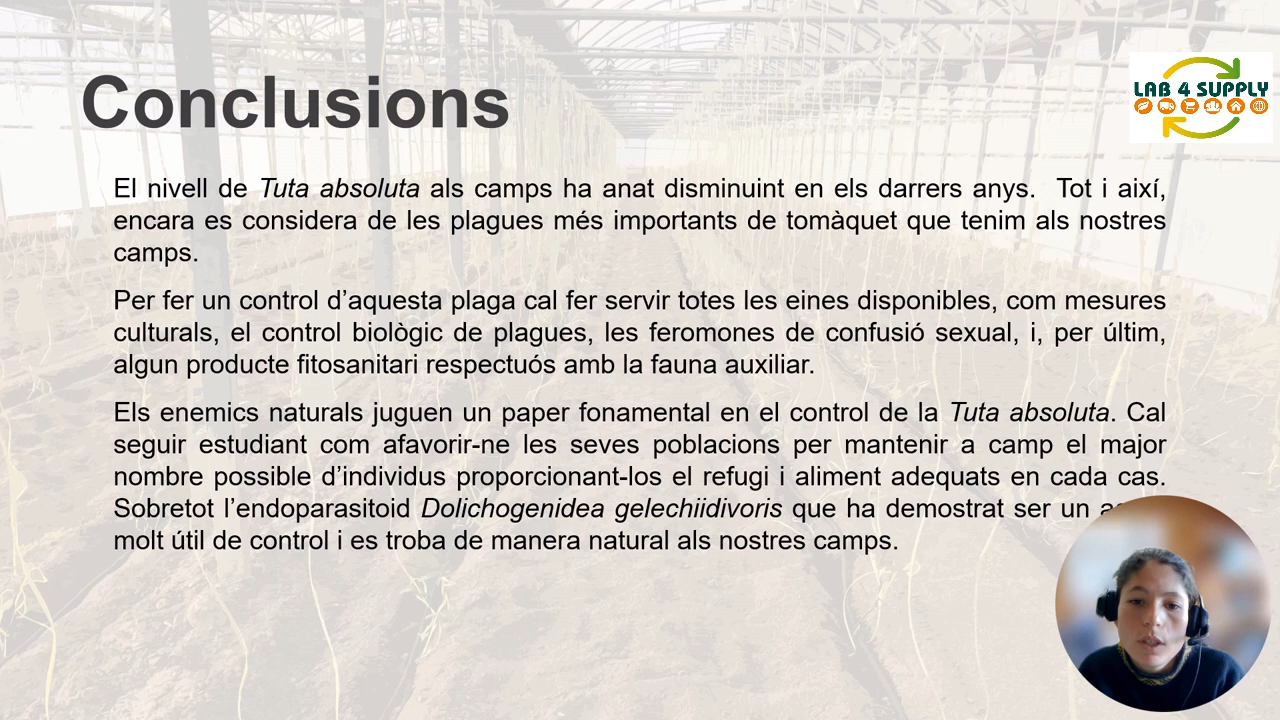 Conclusions
LAB 4 SUPPLY
El nivell de Tuta absoluta als camps ha anat disminuint en els darrers anys.  Tot i així,
encara es considera de les plagues més importants de tomàquet que tenim als nostres
camps.
Per fer un control d’aquesta plaga cal fer servir totes les eines disponibles, com mesures
culturals, el control biològic de plagues, les feromones de confusió sexual, i, per últim,
algun producte fitosanitari respectuós amb la fauna auxiliar.
Els enemics naturals juguen un paper fonamental en el control de la Tuta absoluta. Cal
seguir estudiant com afavorir-ne les seves poblacions per mantenir a camp el major
nombre possible d’individus proporcionant-los el refugi i aliment adequats en cada cas.
Sobretot l’endoparasitoid Dolichogenidea gelechiidivoris que ha demostrat ser un
molt útil de control i es troba de manera natural als nostres camps.